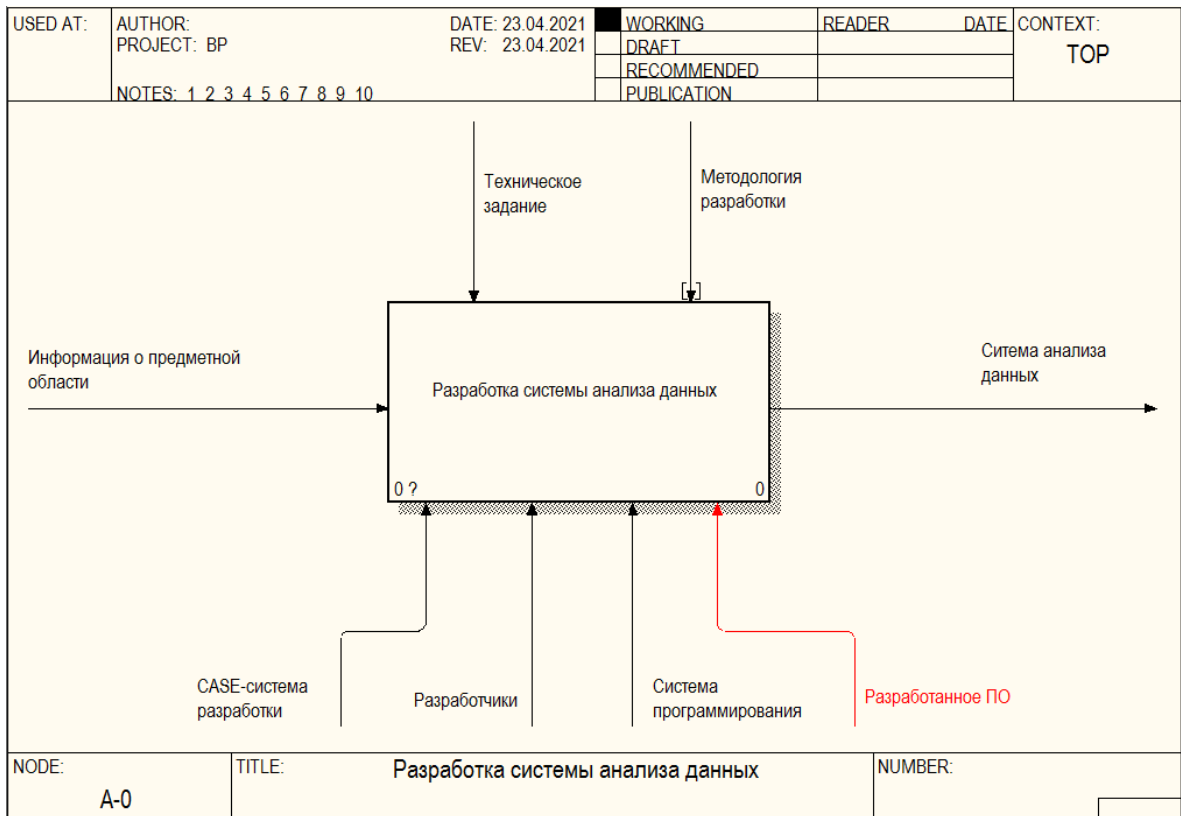 USED AT:
AUTHOR:
DATE: 23.04.2021
PROJECT: BP
REV: 23.04.2021
NOTES: 1 2 3 4 5 6 7 8 9 10
WORKING
DRAFT
RECOMMENDED
PUBLICATION
READER DATE
CONTEXT:
TOP
Техническое
задание
Методология
разработки
[ ]
Информация о предметной
области
Разработка системы анализа данных
0 ?
0
Ситема анализа
данных
CASE-система
разработки
Разработчики
Система
программирования
Разработанное ПО
NODE:
A-0
TITLE:
Разработка системы анализа данных
NUMBER: